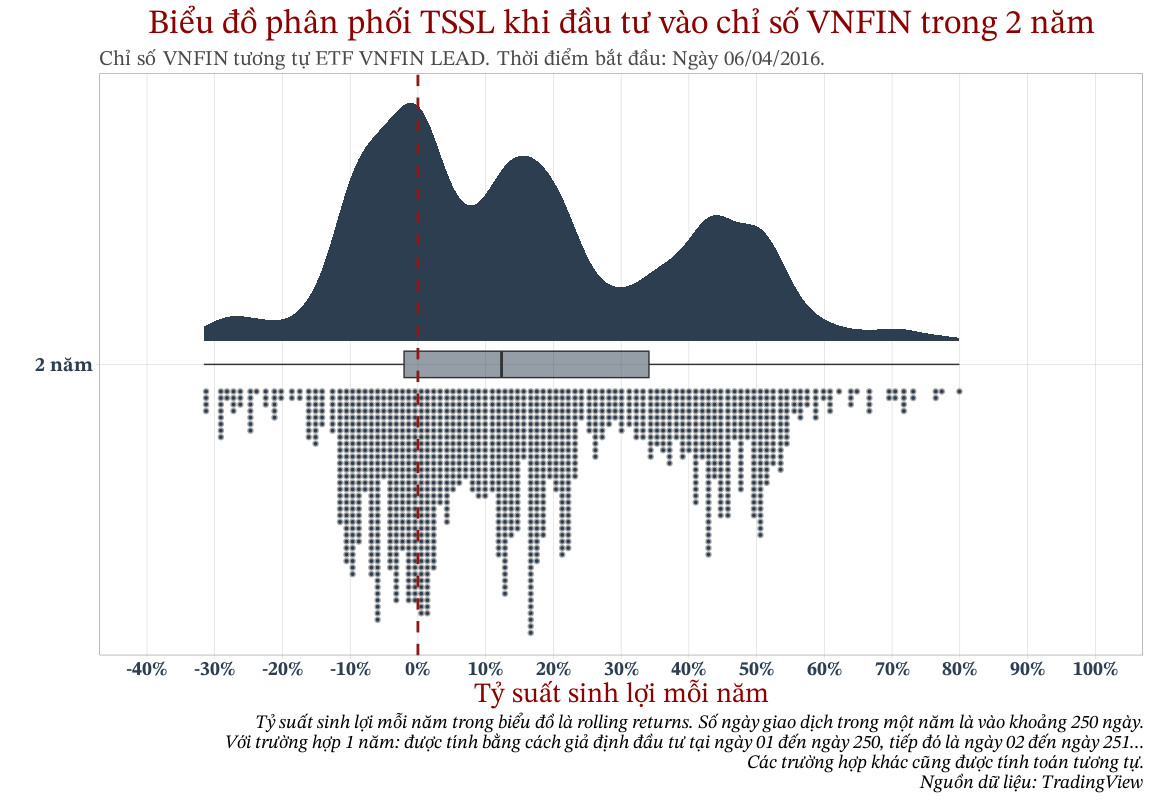 Biểu đồ phân phối TSSL khi đầu tư vào chỉ số VNFIN trong 2 năm
Chỉ số VNFIN tương tự ETF VNFIN LEAD. Thời điểm bắt đầu: Ngày 06/04/2016.
2 năm
-40% -30% -20% -10% 0% 10% 20% 30% 40% 50% 60% 70% 80% 90% 100%
Tỷ suất sinh lợi mỗi năm
Tỷ suất sinh lợi mỗi năm trong biểu đồ là rolling returns. Số ngày giao dịch trong một năm là vào khoảng 250 ngày.
Với trường hợp 1 năm: được tính bằng cách giả định đầu tư tại ngày 01 đến ngày 250, tiếp đó là ngày 02 đến ngày 251...
Các trường hợp khác cũng được tính toán tương tự.
Nguồn dữ liệu: TradingView